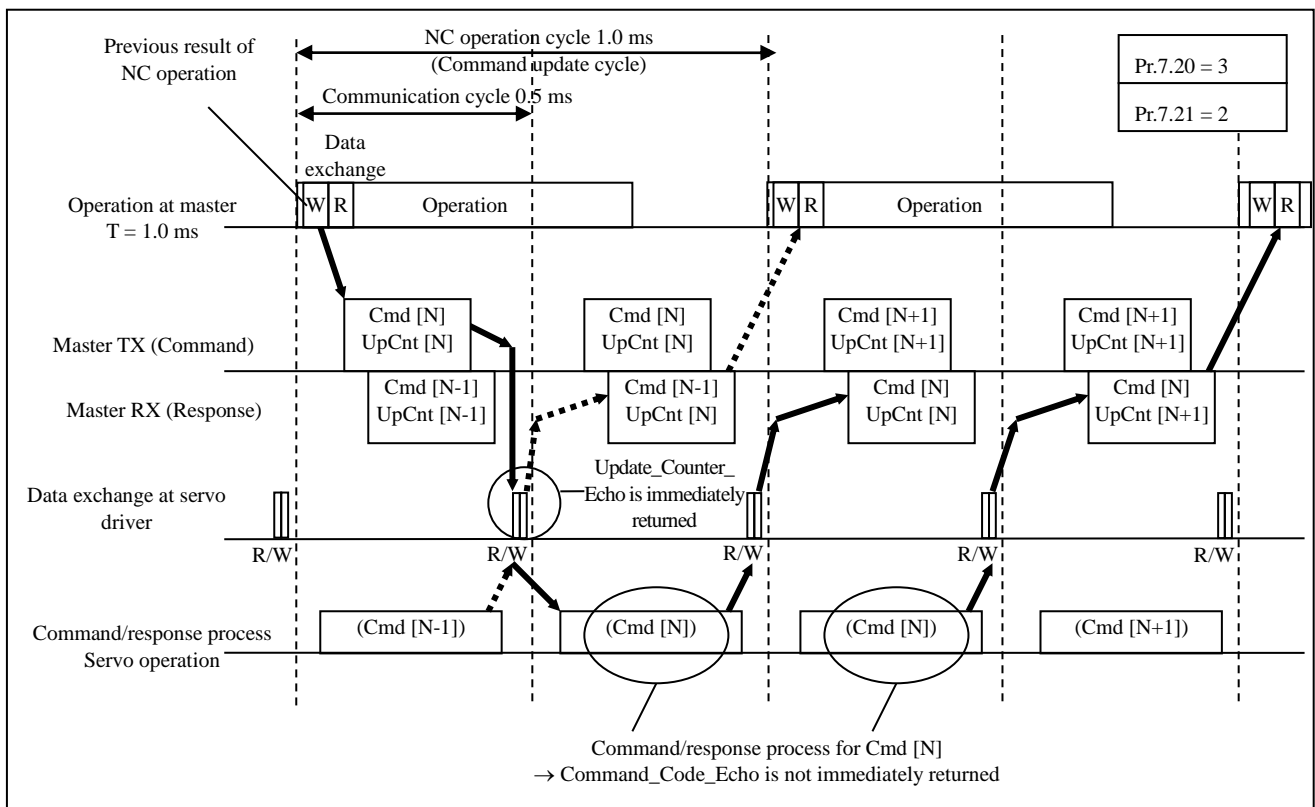 Previous result of
NC operation
NC operation cycle 1.0 ms
(Command update cycle)
Communication cycle 0.5 ms
Pr.7.20 = 3
Pr.7.21 = 2
Data
exchange
Operation at master
T = 1.0 ms
W R Operation
W R Operation
W R
Master TX (Command)
Cmd [N]
UpCnt [N]
Cmd [N]
UpCnt [N]
Cmd [N+1]
UpCnt [N+1]
Cmd [N+1]
UpCnt [N+1]
Master RX (Response)
Cmd [N-1]
UpCnt [N-1]
Cmd [N-1]
UpCnt [N]
Cmd [N]
UpCnt [N]
Cmd [N]
UpCnt [N+1]
Data exchange at servo
driver
Update_Counter_
Echo is immediately
returned
R/W R/W R/W R/W R/W
Command/response process
Servo operation
(Cmd [N-1]) (Cmd [N]) (Cmd [N]) (Cmd [N+1])
Command/response process for Cmd [N]
→ Command_Code_Echo is not immediately returned